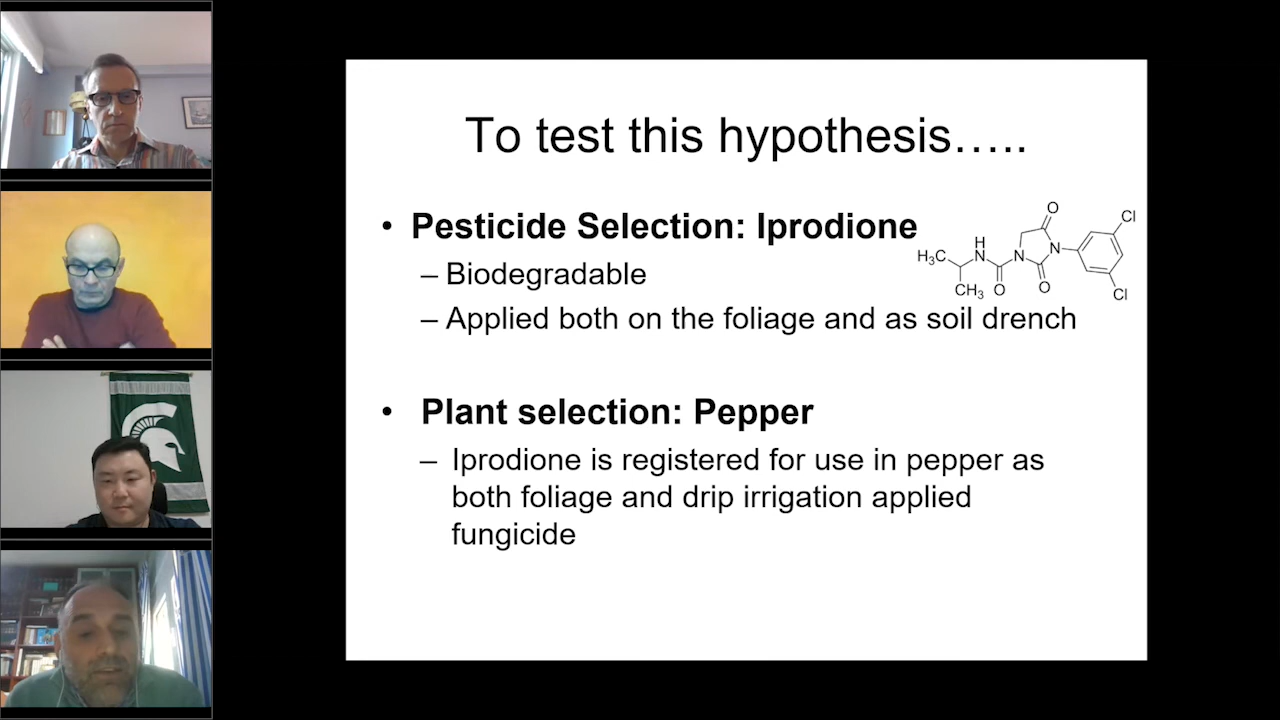 To test this hypothesis…..
• Pesticide Selection: Iprodione
– Biodegradable
– Applied both on the foliage and as soil drench
O
Cl
H
H3C
N
N
N
CH3
O
O
Cl
• Plant selection: Pepper
– Iprodione is registered for use in pepper as
both foliage and drip irrigation applied
fungicide